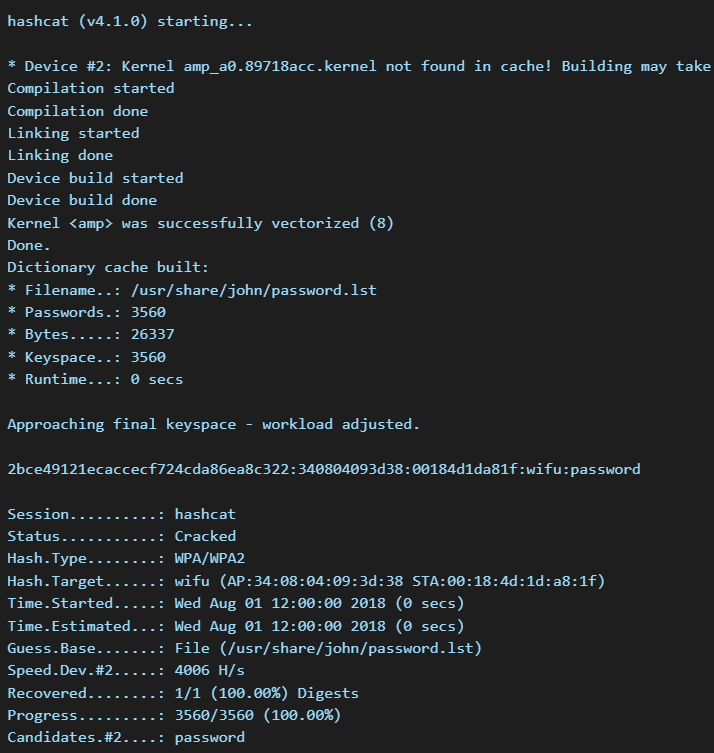 hashcat (v4.1.0) starting...
* Device #2: Kernel amp_a0.89718acc.kernel not found in cache! Building may take
Compilation started
Compilation done
Linking started
Linking done
Device build started
Device build done
Kernel <amp> was successfully vectorized (8)
Done.
Dictionary cache built:
* Filename..: /usr/share/john/password.lst
* Passwords.: 3560
* Bytes.....: 26337
* Keyspace..: 3560
* Runtime...: 0 secs
Approaching final keyspace - workload adjusted.
2bce49121ecaccecf724cda86ea8c322:340804093d38:00184d1da81f:wifu:password
Session..........: hashcat
Status...........: Cracked
Hash.Type........: WPA/WPA2
Hash.Target......: wifu (AP:34:08:04:09:3d:38 STA:00:18:4d:1d:a8:1f)
Time.Started.....: Wed Aug 01 12:00:00 2018 (0 secs)
Time.Estimated...: Wed Aug 01 12:00:00 2018 (0 secs)
Guess.Base.......: File (/usr/share/john/password.lst)
Speed.Dev.#2.....: 4006 H/s
Recovered........: 1/1 (100.00%) Digests
Progress.........: 3560/3560 (100.00%)
Candidates.#2....: password